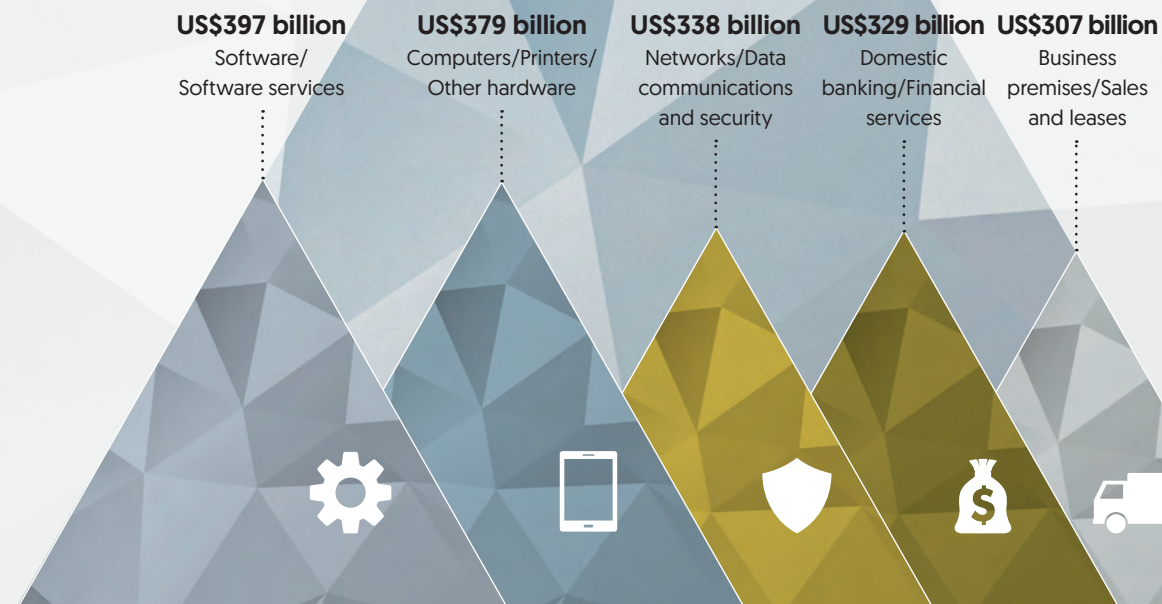 US$397 billion
Software/
Software services
US$379 billion
Computers/Printers/
Other hardware
US$338 billion
Networks/Data
communications
and security
US$329 billion
Domestic
banking/Financial
services
US$307 billion
Business
premises/Sales
and leases
$